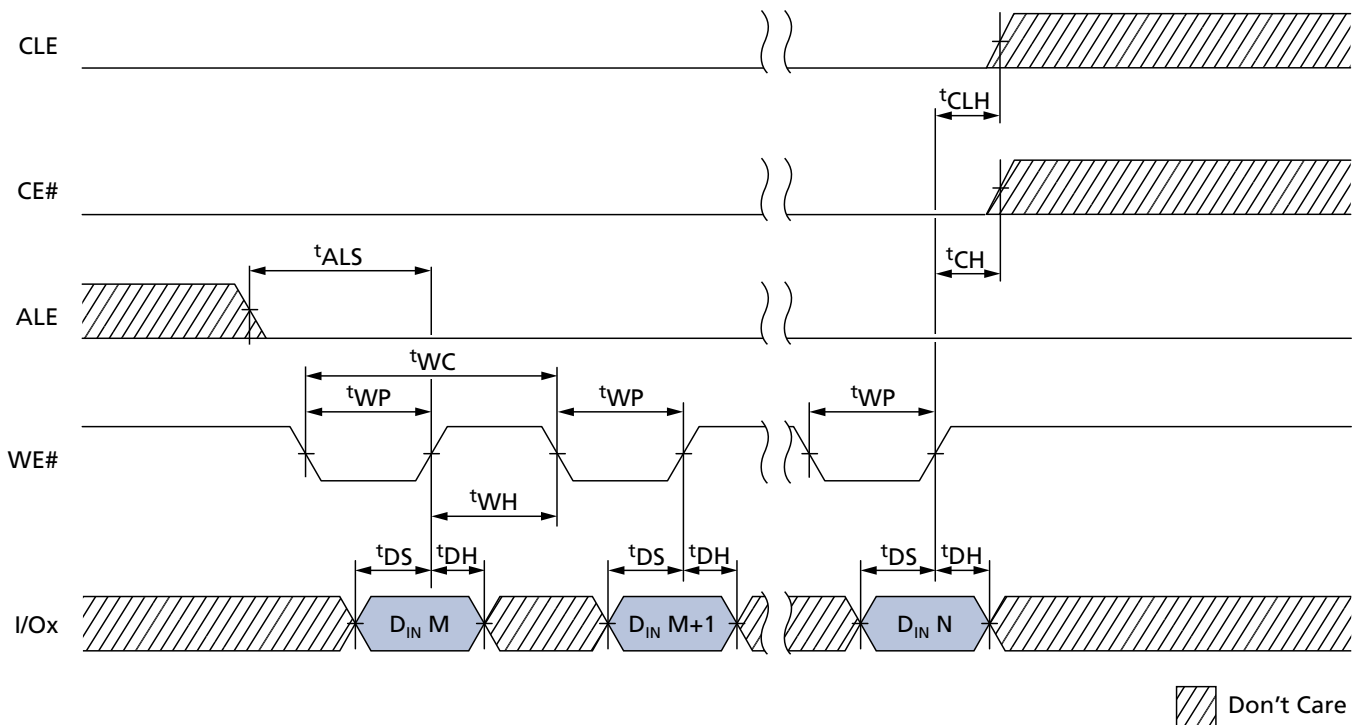 CLE
tCLH
CE#
tCH
tALS
ALE
tWC
tWP tWP tWP
WE#
tWH
tDS tDH tDS tDH tDS tDH
I/Ox DIN M DIN M+1 DIN N
Don't Care